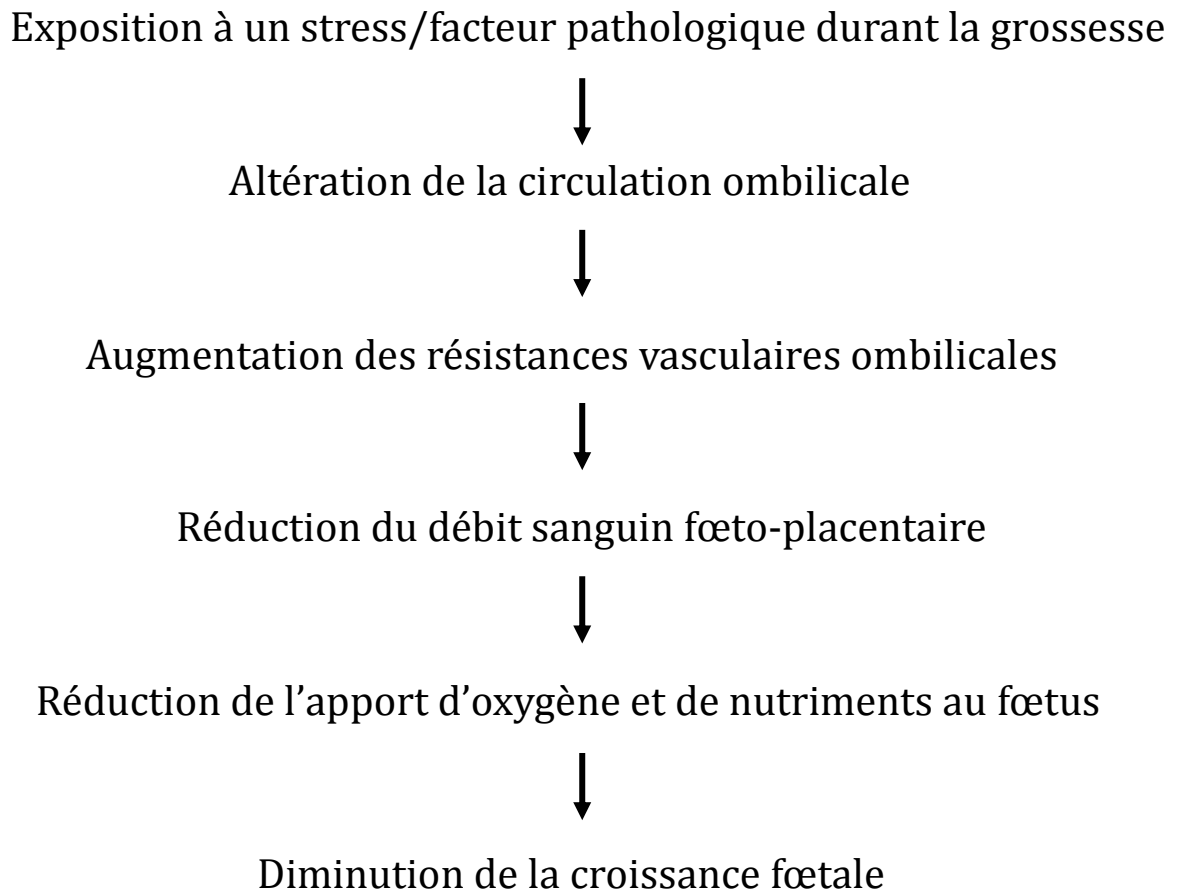 Exposition à un stress/facteur pathologique durant la grossesse
Altération de la circulation ombilicale
Augmentation des résistances vasculaires ombilicales
Réduction du débit sanguin fœto-placentaire
Réduction de l’apport d’oxygène et de nutriments au fœtus
Diminution de la croissance fœtale